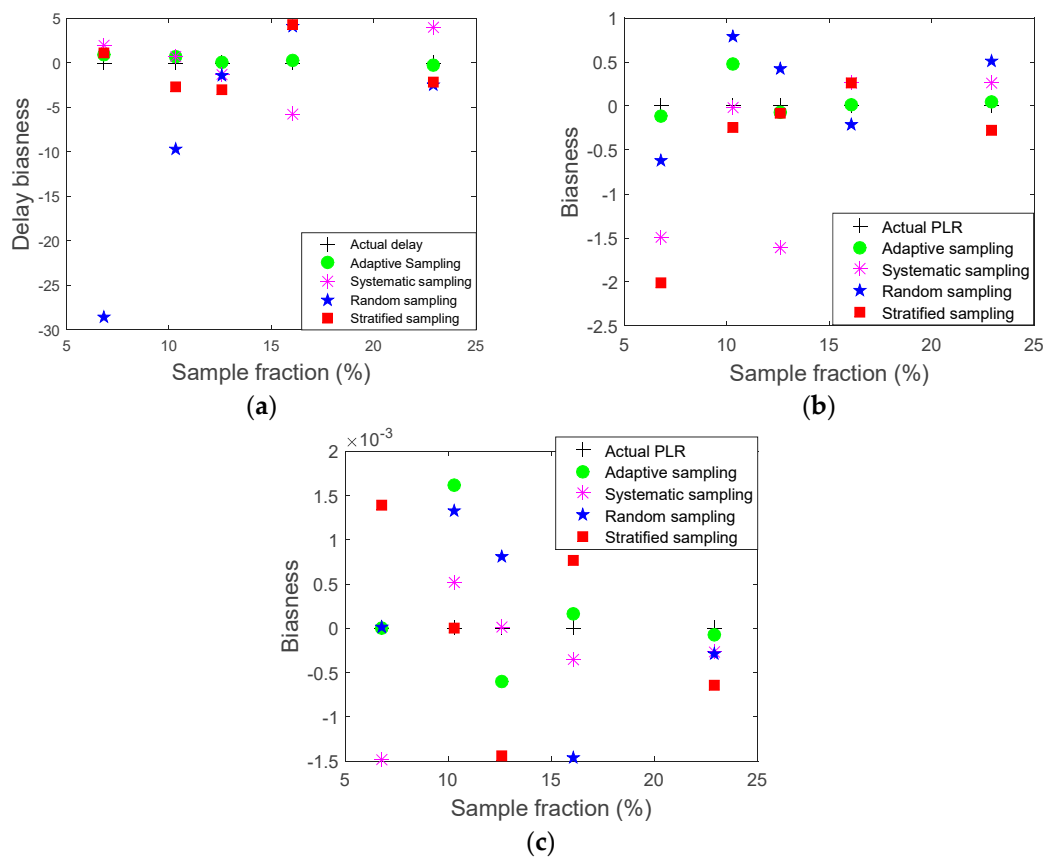 5
0
-5
-10
-15
-20
-25
-30
Delay biasness
5 10 15 20 25
Sample fraction (%)
Actual delay
Adaptive Sampling
Systematic sampling
Random sampling
Stratified sampling
(a)
1
0.5
0
-0.5
-1
-1.5
-2
-2.5
Biasness
5 10 15 20 25
Sample fraction (%)
Actual PLR
Adaptive sampling
Systematic sampling
Random sampling
Stratified sampling
(b)
×10⁻³
2
1.5
1
0.5
0
-0.5
-1
-1.5
Biasness
5 10 15 20 25
Sample fraction (%)
Actual PLR
Adaptive sampling
Systematic sampling
Random sampling
Stratified sampling
(c)